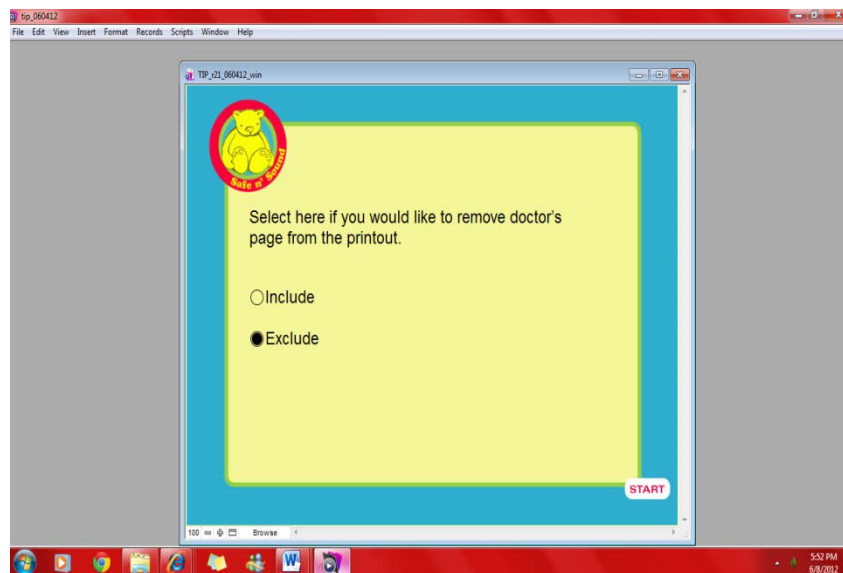 tip_060412
File Edit View Insert Format Records Scripts Window Help
TIP_r21_060412_win
Safe n' Sound
Select here if you would like to remove doctor's
page from the printout.
Include
Exclude
START
100
Browse
5:52 PM
6/8/2012